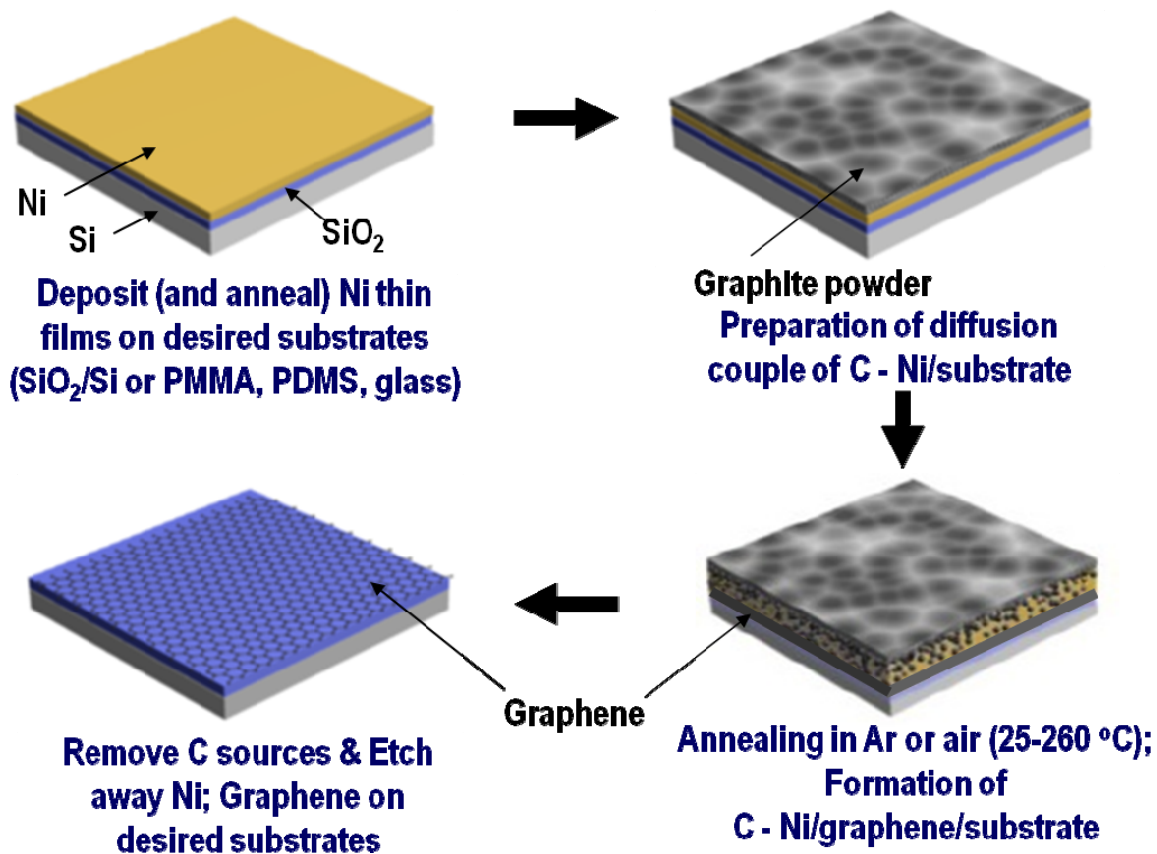 Ni
Si
SiO₂
Deposit (and anneal) Ni thin
films on desired substrates
(SiO₂/Si or PMMA, PDMS, glass)
Graphite powder
Preparation of diffusion
couple of C - Ni/substrate
Annealing in Ar or air (25-260 ºC);
Formation of
C - Ni/graphene/substrate
Graphene
Remove C sources & Etch
away Ni; Graphene on
desired substrates